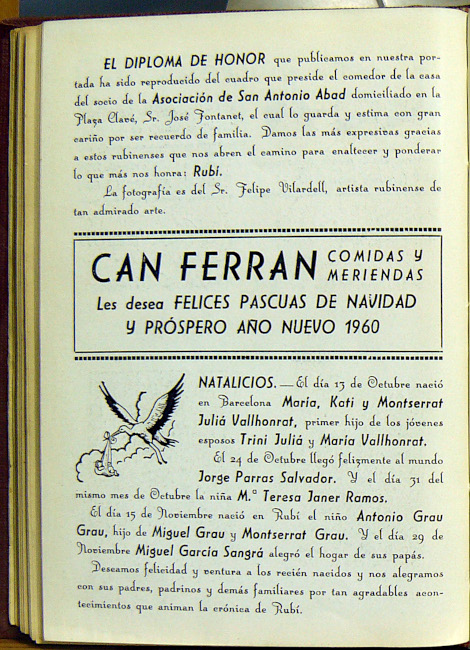 EL DIPLOMA DE HONOR que publicamos en nuestra por-
tada ha sido reproducido del cuadro que preside el comedor de la casa
del socio de la Asociación de San Antonio Abad domiciliado en la
Plaça Clavé, Sr. José Fontanet, el cual lo guarda y estima con gran
cariño por ser recuerdo de familia. Damos las más expresivas gracias
a estos rubinenses que nos abren el camino para enaltecer y ponderar
lo que más nos honra: Rubí.
La fotografía es del Sr. Felipe Vilardell, artista rubinense de
tan admirado arte.
CAN FERRAN COMIDAS y
MERIENDAS
Les desea FELICES PASCUAS DE NAVIDAD
y PRÓSPERO AÑO NUEVO 1960
NATALICIOS. — El día 13 de Octubre nació
en Barcelona María, Kati y Montserrat
Juliá Vallhonrat, primer hijo de los jóvenes
esposos Trini Juliá y María Vallhonrat.
El 24 de Octubre llegó felizmente al mundo
Jorge Parras Salvador. Y el día 31 del
mismo mes de Octubre la niña M.ª Teresa Janer Ramos.
El día 15 de Noviembre nació en Rubí el niño Antonio Grau
Grau, hijo de Miguel Grau y Montserrat Grau. Y el día 29 de
Noviembre Miguel García Sangrá alegró el hogar de sus papás.
Deseamos felicidad y ventura a los recién nacidos y nos alegramos
con sus padres, padrinos y demás familiares por tan agradables acon-
tecimientos que animan la crónica de Rubí.